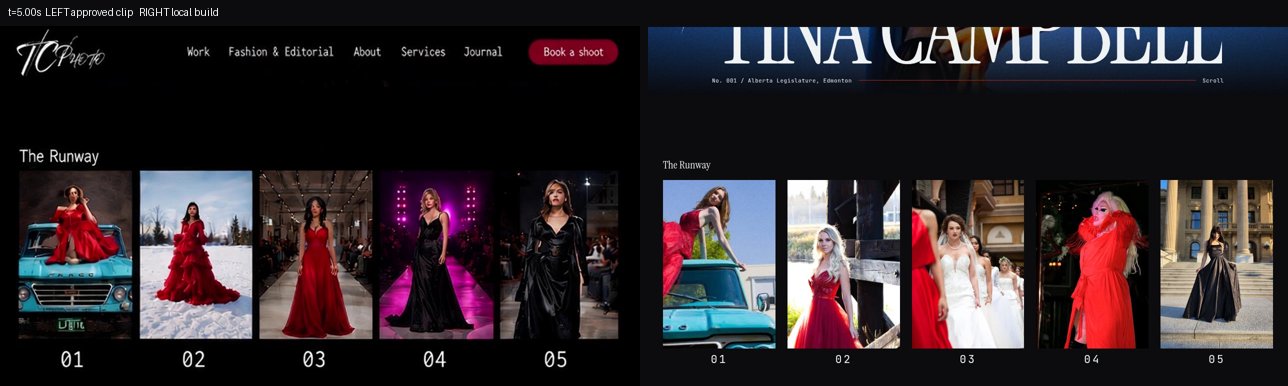 t=5.00s LEFT approved clip RIGHT local build
TCPhoto
Work Fashion & Editorial About Services Journal Book a shoot
TINA CAMPBELL
No. 001 / Alberta Legislature, Edmonton Scroll
The Runway
01 02 03 04 05
The Runway
01 02 03 04 05